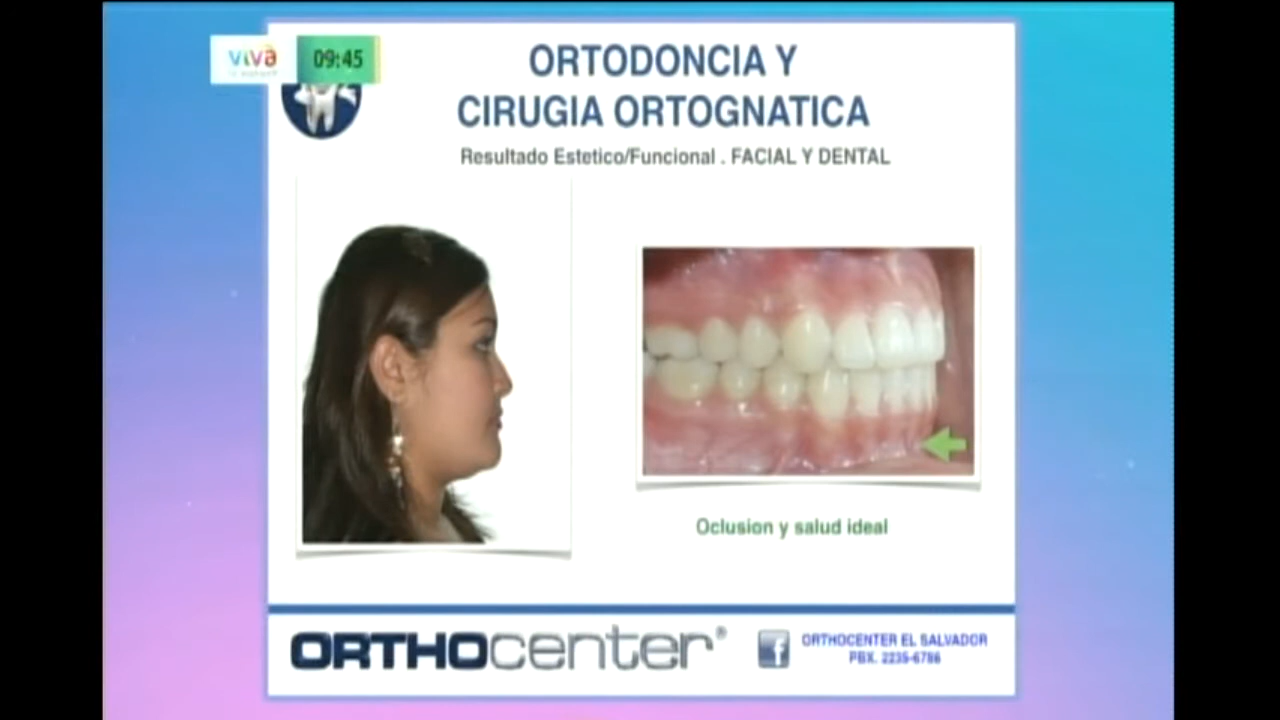 viva
09:45
ORTODONCIA Y
CIRUGIA ORTOGNATICA
Resultado Estetico/Funcional . FACIAL Y DENTAL
Oclusion y salud ideal
ORTHOcenter®
f
ORTHOCENTER EL SALVADOR
PBX. 2235-6786